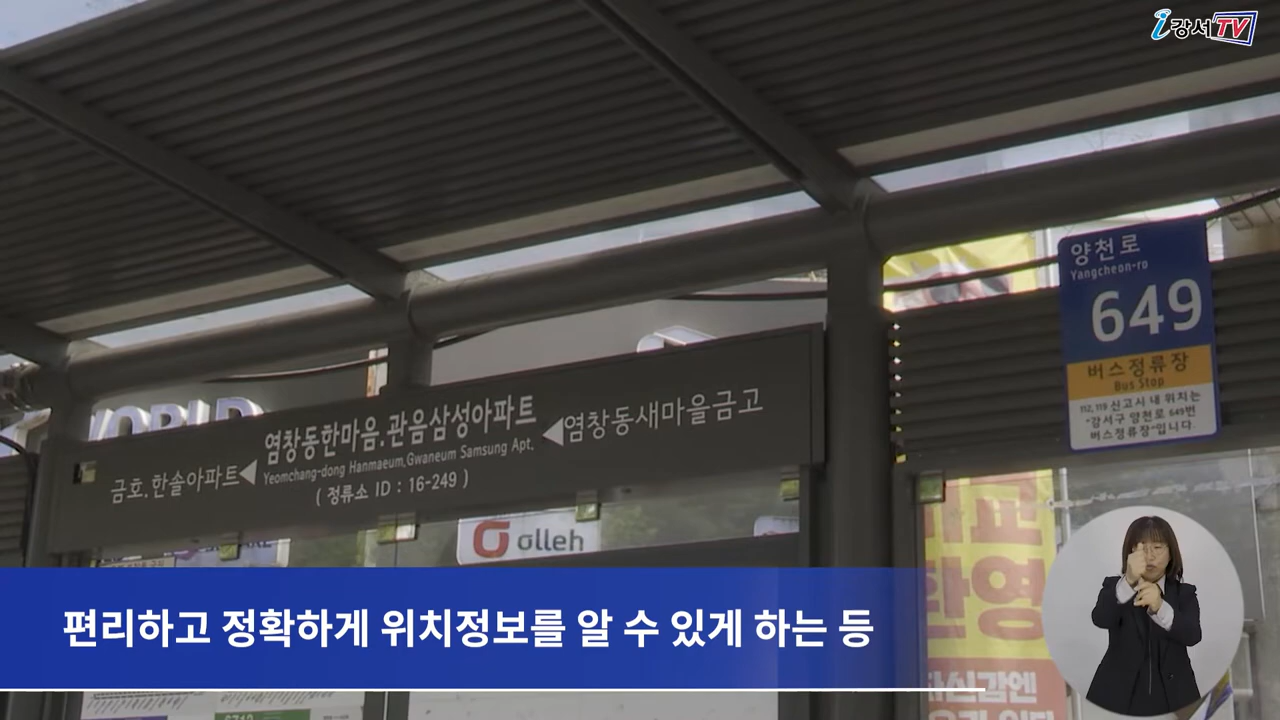 i강서TV
양천로
Yangcheon-ro
649
버스정류장
Bus Stop
112, 119 신고시 내 위치는
"강서구 양천로 649번
버스정류장"입니다.
WORLD
염창동한마음.관음삼성아파트
Yeomchang-dong Hanmaeum,Gwaneum Samsung Apt.
( 정류소 ID : 16-249 )
금호.한솔아파트
염창동새마을금고
olleh
편리하고 정확하게 위치정보를 알 수 있게 하는 등